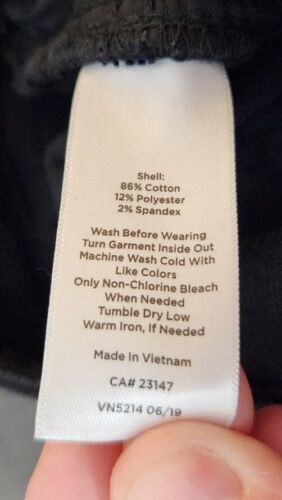 Shell:
86% Cotton
12% Polyester
2% Spandex
Wash Before Wearing
Turn Garment Inside Out
Machine Wash Cold With
Like Colors
Only Non-Chlorine Bleach
When Needed
Tumble Dry Low
Warm Iron, If Needed
Made In Vietnam
CA# 23147
VN5214 06/19